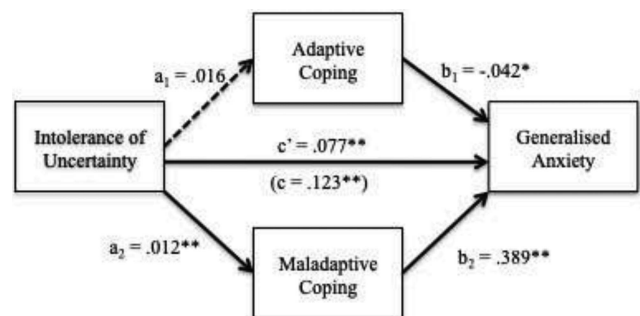 Adaptive
Coping
a₁ = .016
b₁ = -.042*
Intolerance of
Uncertainty
c' = .077**
(c = .123**)
Generalised
Anxiety
a₂ = .012**
b₂ = .389**
Maladaptive
Coping